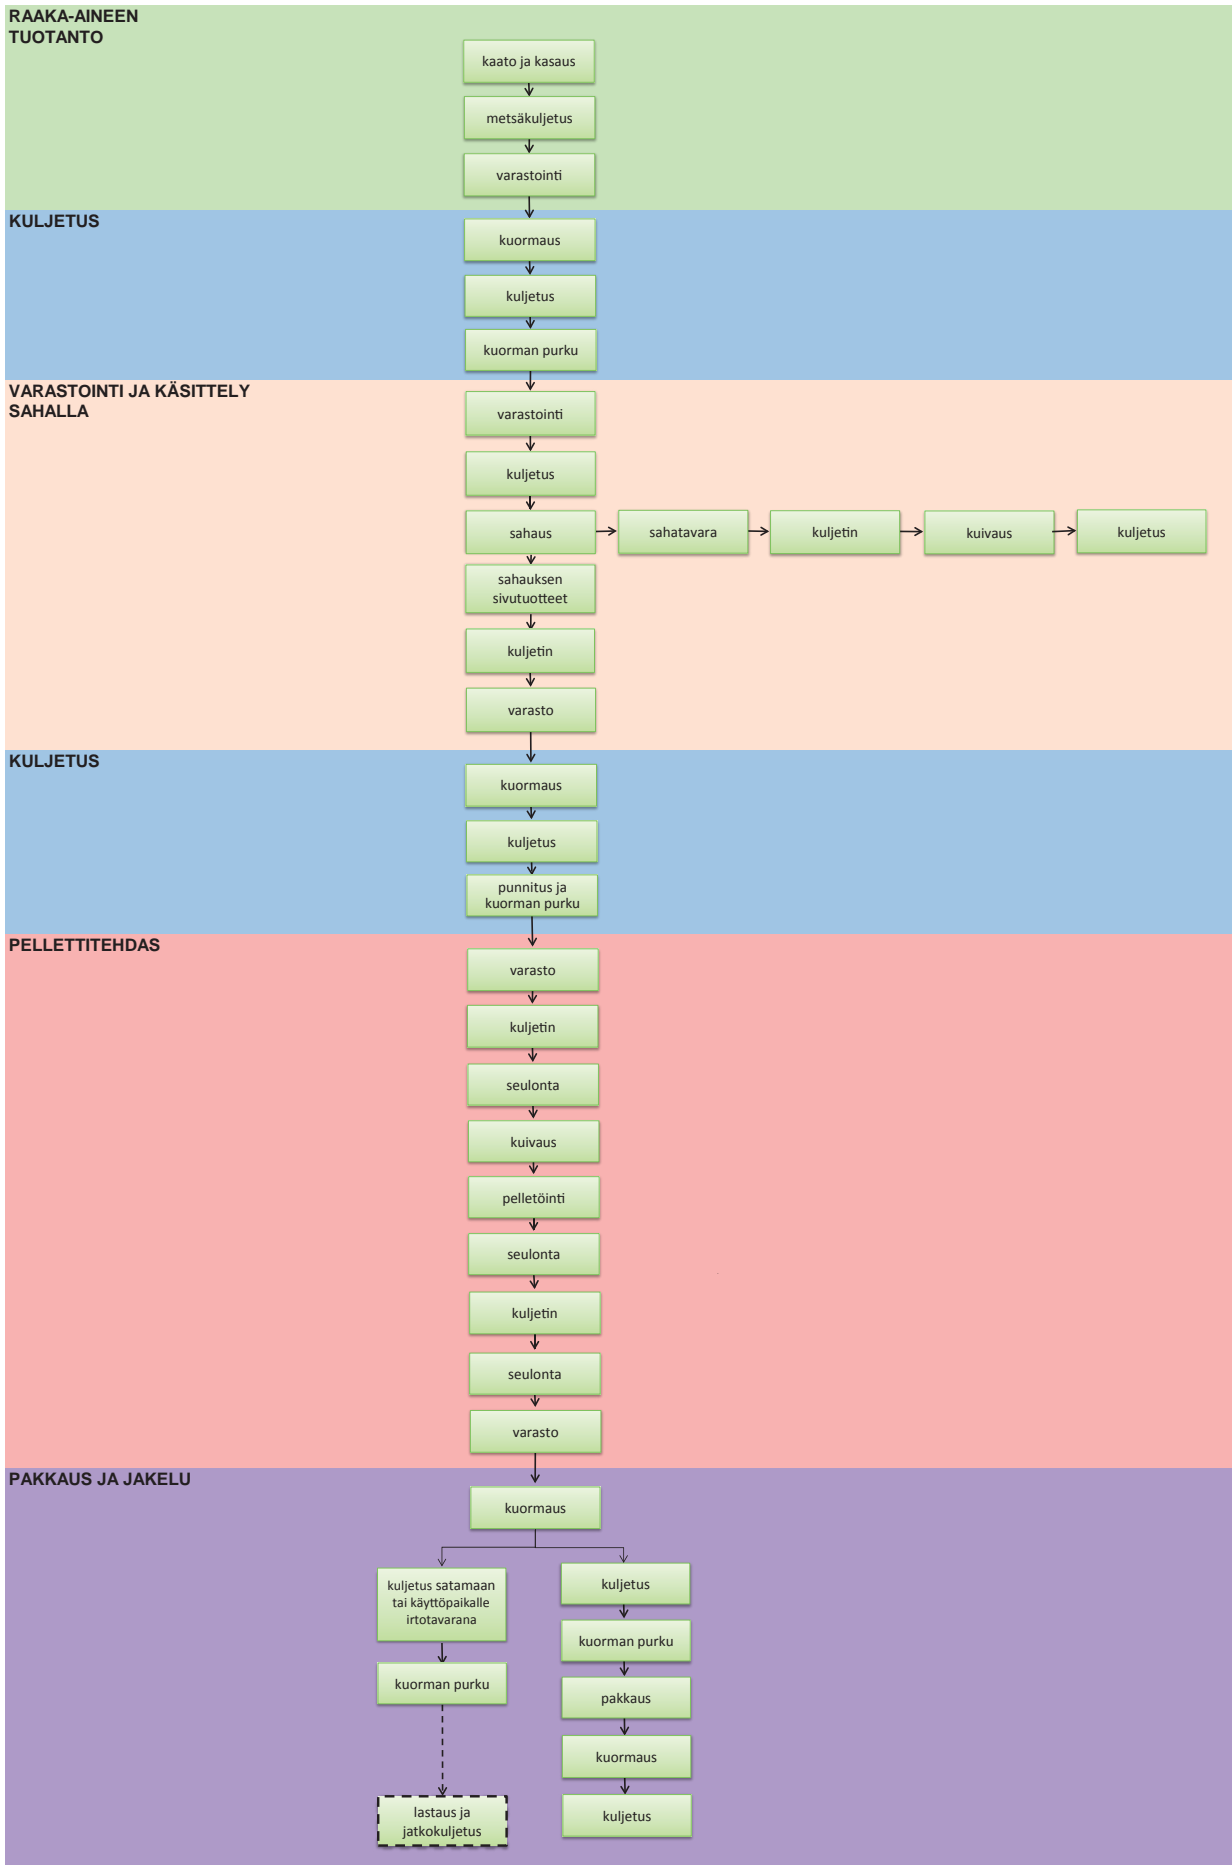 RAAKA-AINEEN
TUOTANTO
kaato ja kasaus
metsäkuljetus
varastointi
KULJETUS
kuormaus
kuljetus
kuorman purku
VARASTOINTI JA KÄSITTELY
SAHALLA
varastointi
kuljetus
sahaus
sahatavara
kuljetin
kuivaus
kuljetus
sahauksen
sivutuotteet
kuljetin
varasto
KULJETUS
kuormaus
kuljetus
punnitus ja
kuorman purku
PELLETTITEHDAS
varasto
kuljetin
seulonta
kuivaus
pelletöinti
seulonta
kuljetin
seulonta
varasto
PAKKAUS JA JAKELU
kuormaus
kuljetus satamaan
tai käyttöpaikalle
irtotavarana
kuorman purku
lastaus ja
jatkokuljetus
kuljetus
kuorman purku
pakkaus
kuormaus
kuljetus